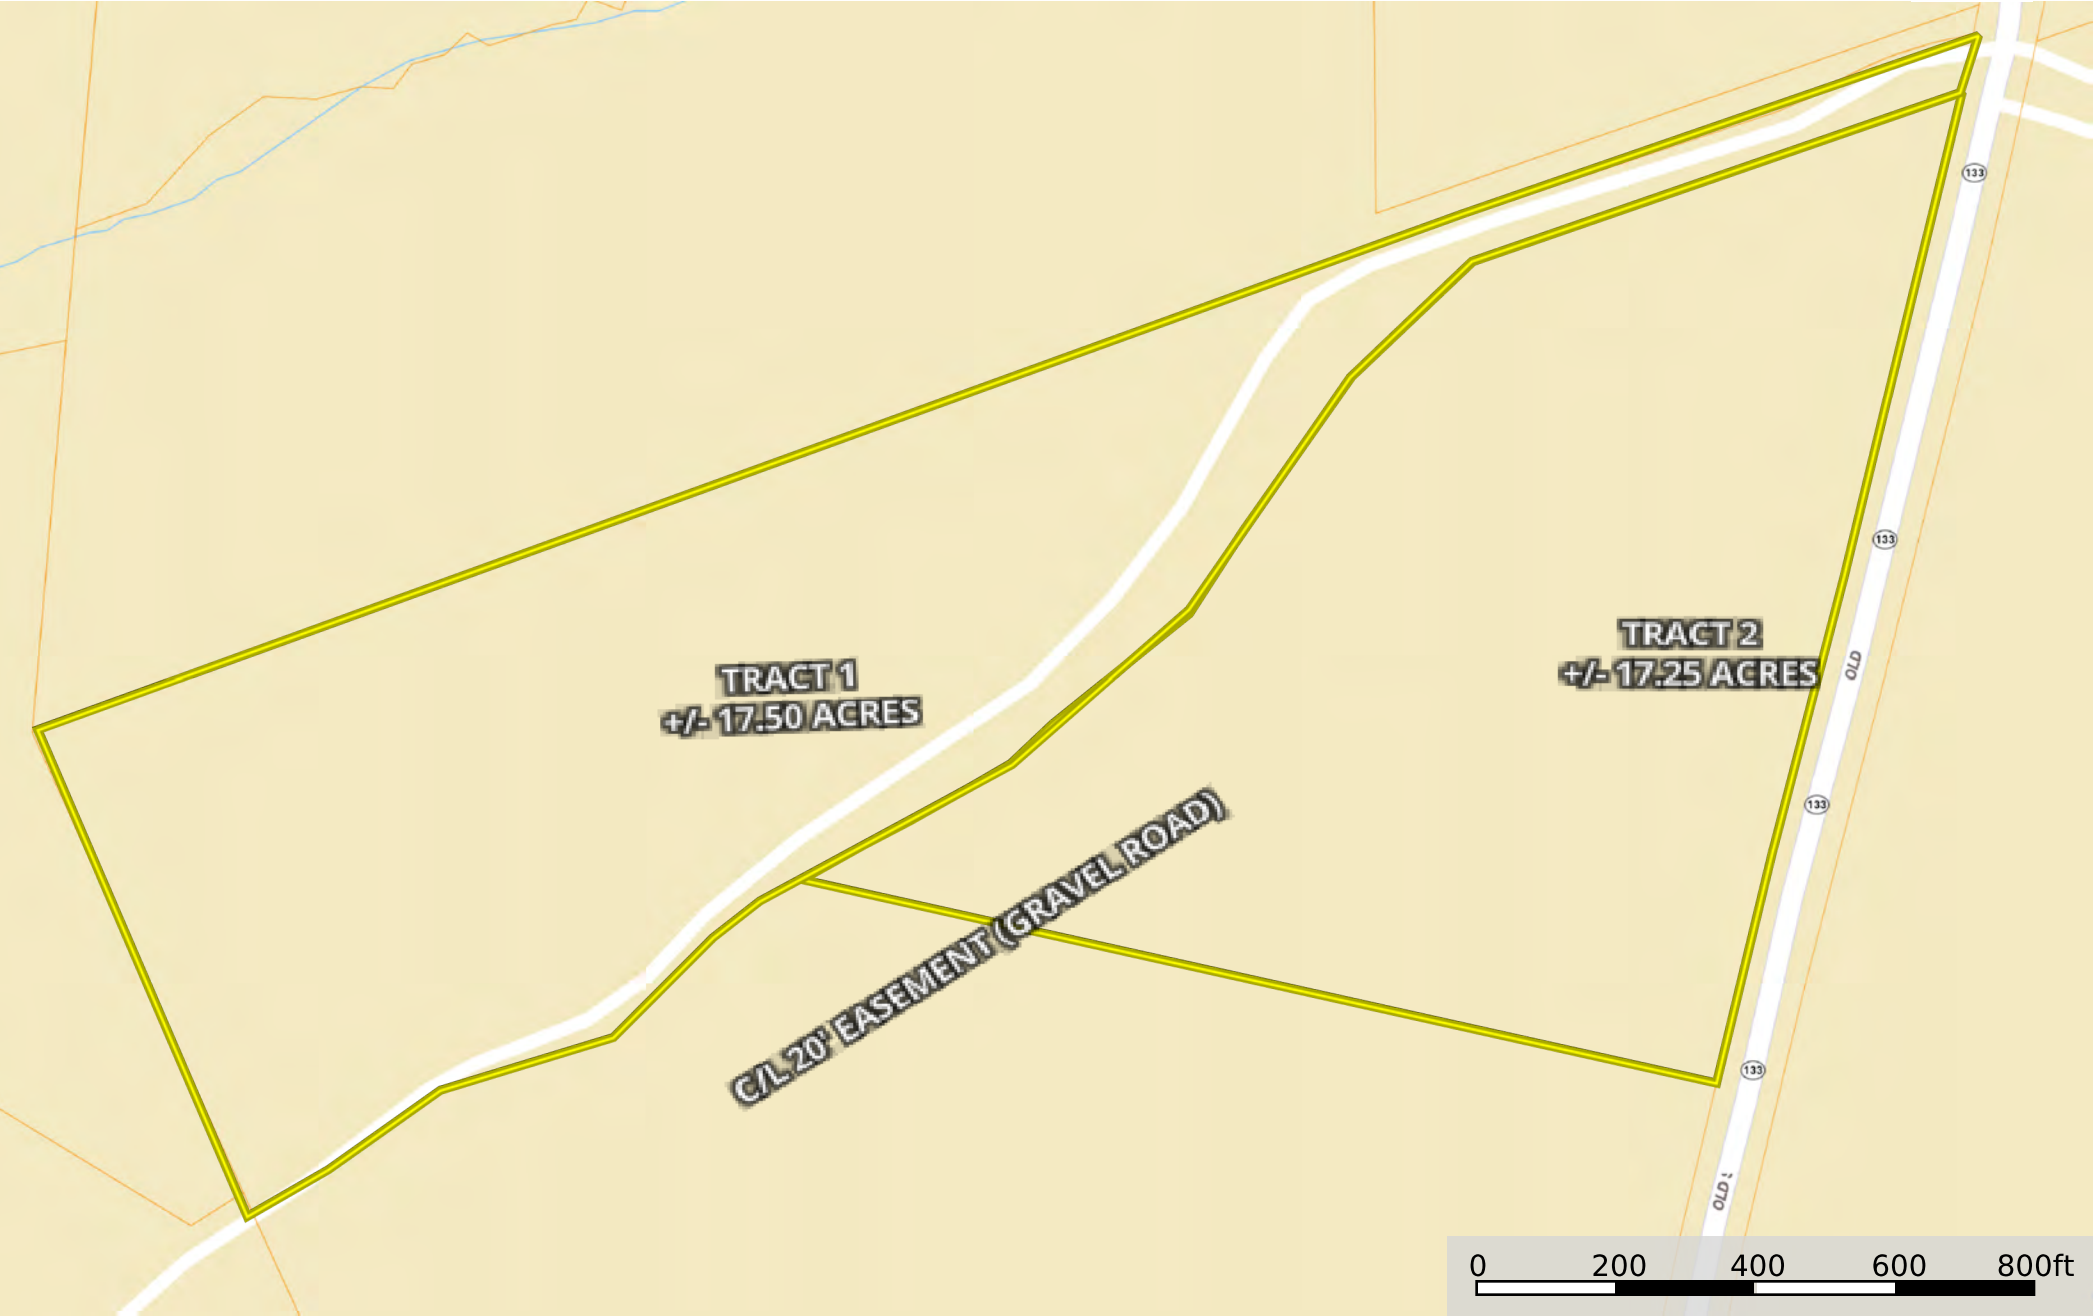 133
133
TRACT 2
+/- 17.25 ACRES
OLD
TRACT 1
+/- 17.50 ACRES
133
C/L 20' EASEMENT (GRAVEL ROAD)
133
OLD
0 200 400 600 800ft